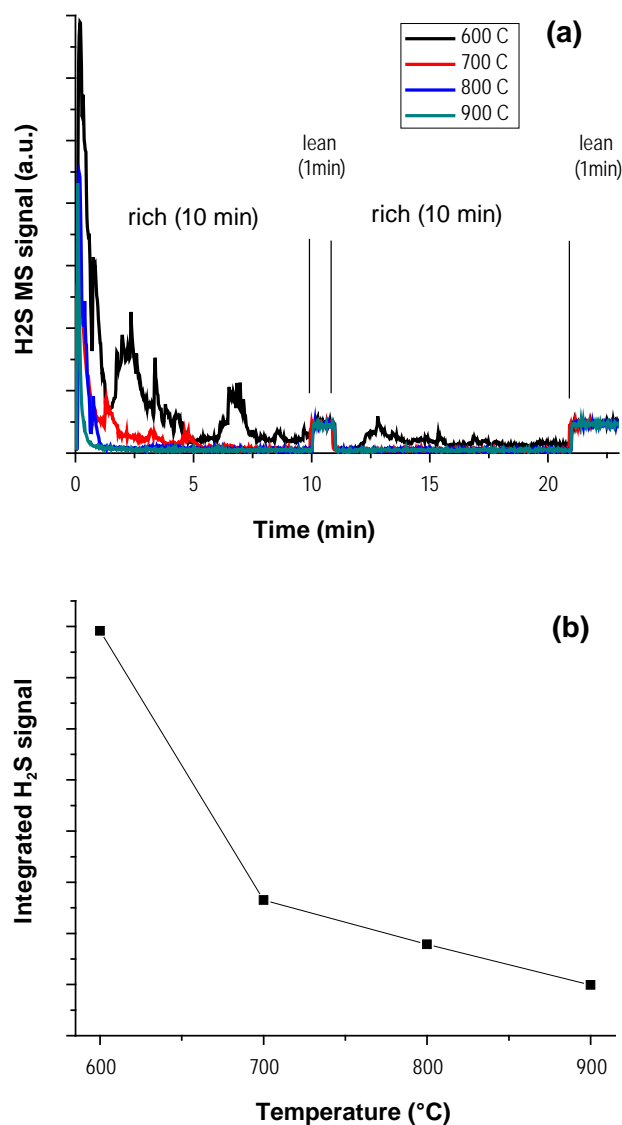 (a)
600 C
700 C
800 C
900 C
lean
(1min)
lean
(1min)
rich (10 min)
rich (10 min)
H2S MS signal (a.u.)
0
5
10
15
20
Time (min)
(b)
Integrated H₂S signal
600
700
800
900
Temperature (°C)